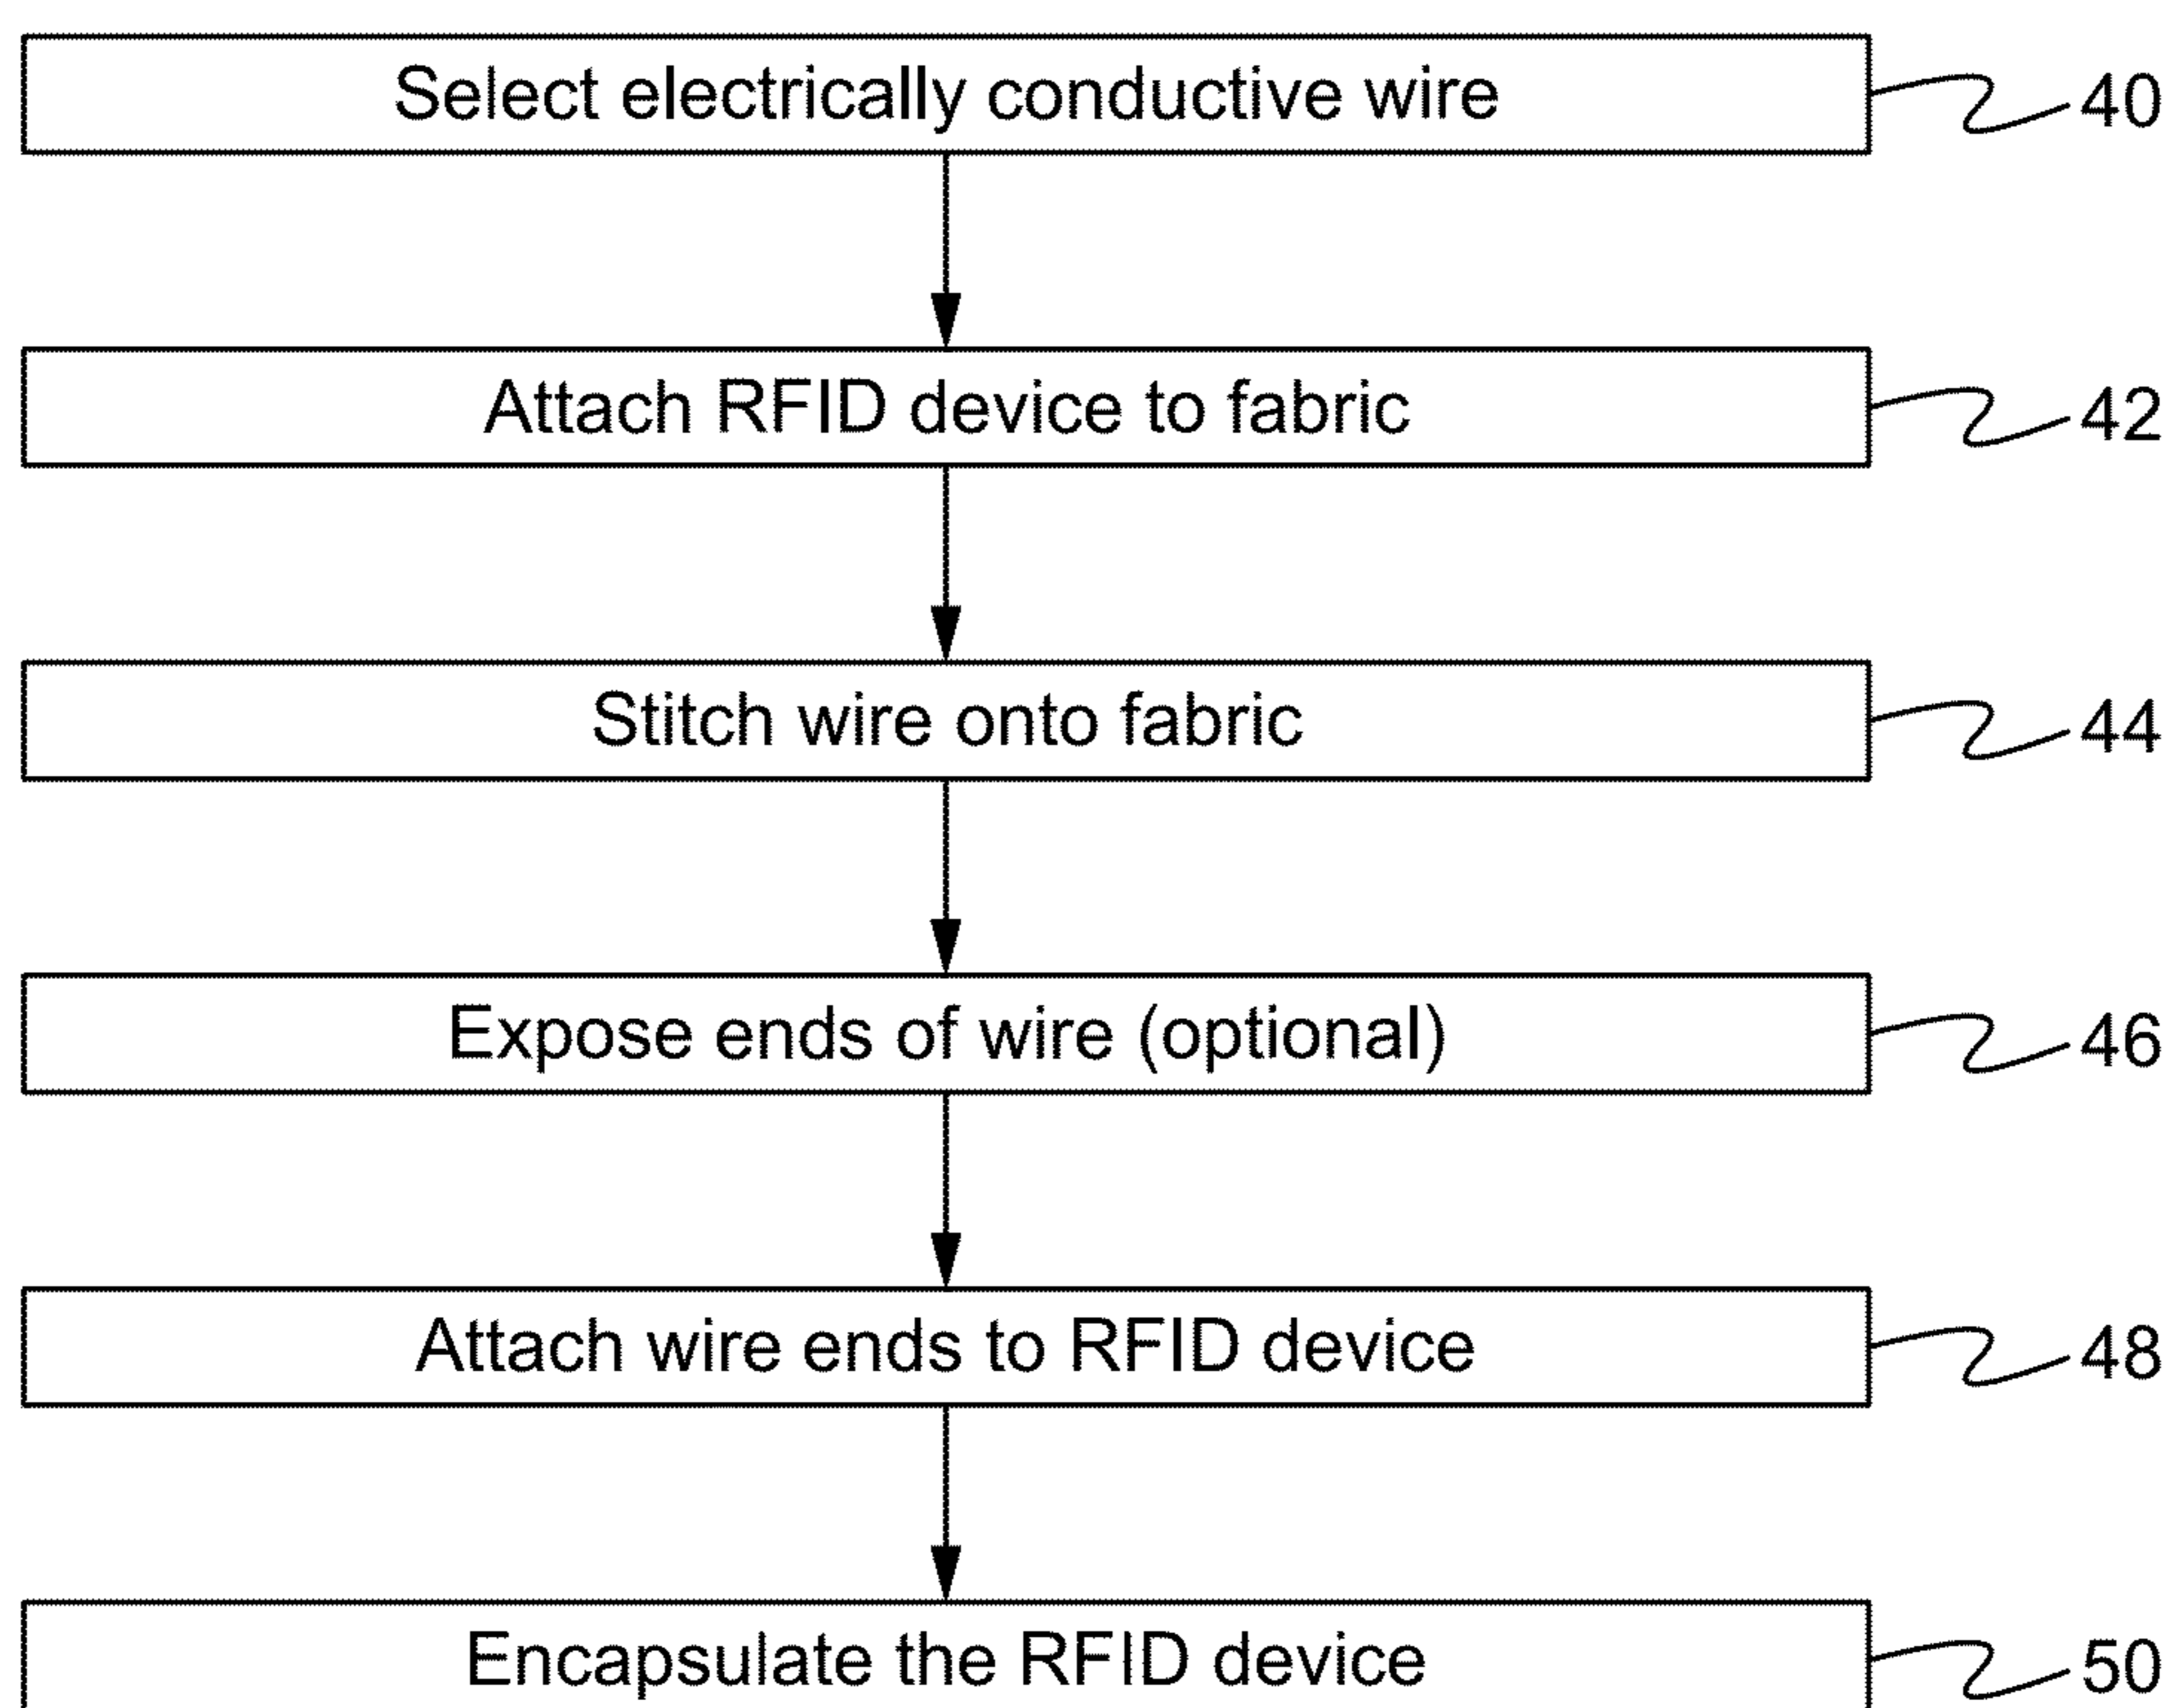 Select electrically conductive wire 40
Attach RFID device to fabric 42
Stitch wire onto fabric 44
Expose ends of wire (optional) 46
Attach wire ends to RFID device 48
Encapsulate the RFID device 50